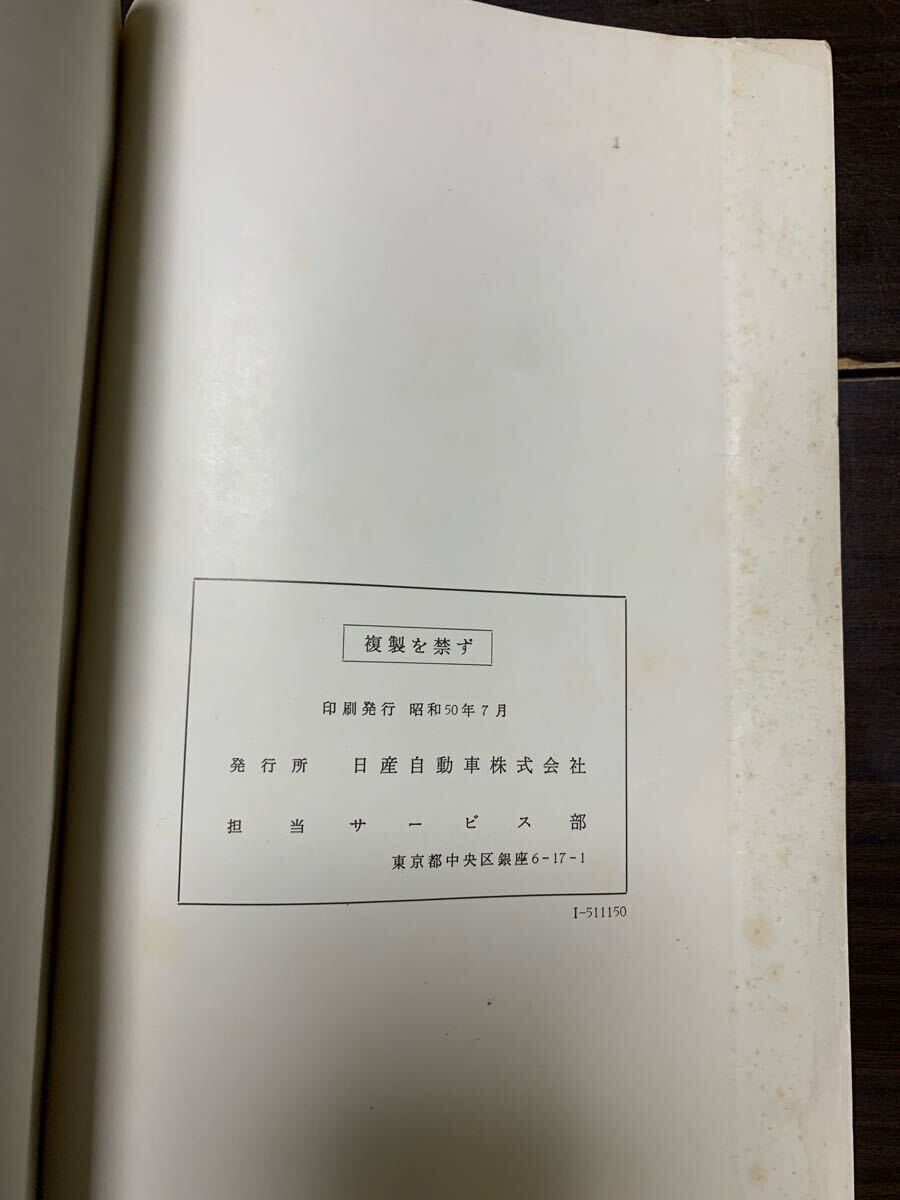 1
複製を禁ず
印刷発行 昭和50年7月
発行所 日産自動車株式会社
担当サービス部
東京都中央区銀座6-17-1
I-511150